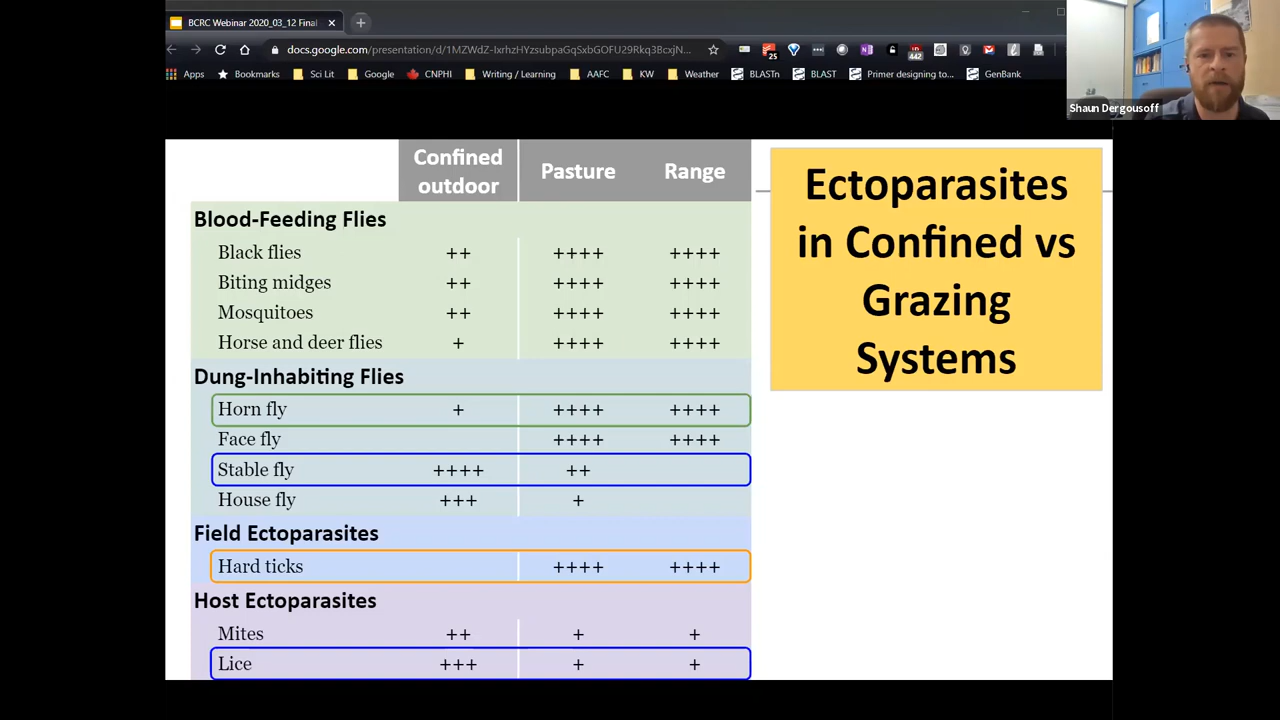 BCRC Webinar 2020_03_12 Final
docs.google.com/presentation/d/1MZWdZ-IxrhzHYzsubpaGqSxbGOFU29Rkq3BcxjN...
25
442
Apps Bookmarks Sci Lit Google CNPHI Writing / Learning AAFC KW Weather BLASTn BLAST Primer designing to... GenBank
Shaun Dergousoff
Confined outdoor Pasture Range
Blood-Feeding Flies
Black flies ++ ++++ ++++
Biting midges ++ ++++ ++++
Mosquitoes ++ ++++ ++++
Horse and deer flies + ++++ ++++
Dung-Inhabiting Flies
Horn fly + ++++ ++++
Face fly ++++ ++++
Stable fly ++++ ++
House fly +++ +
Field Ectoparasites
Hard ticks ++++ ++++
Host Ectoparasites
Mites ++ + +
Lice +++ + +
Ectoparasites
in Confined vs
Grazing
Systems